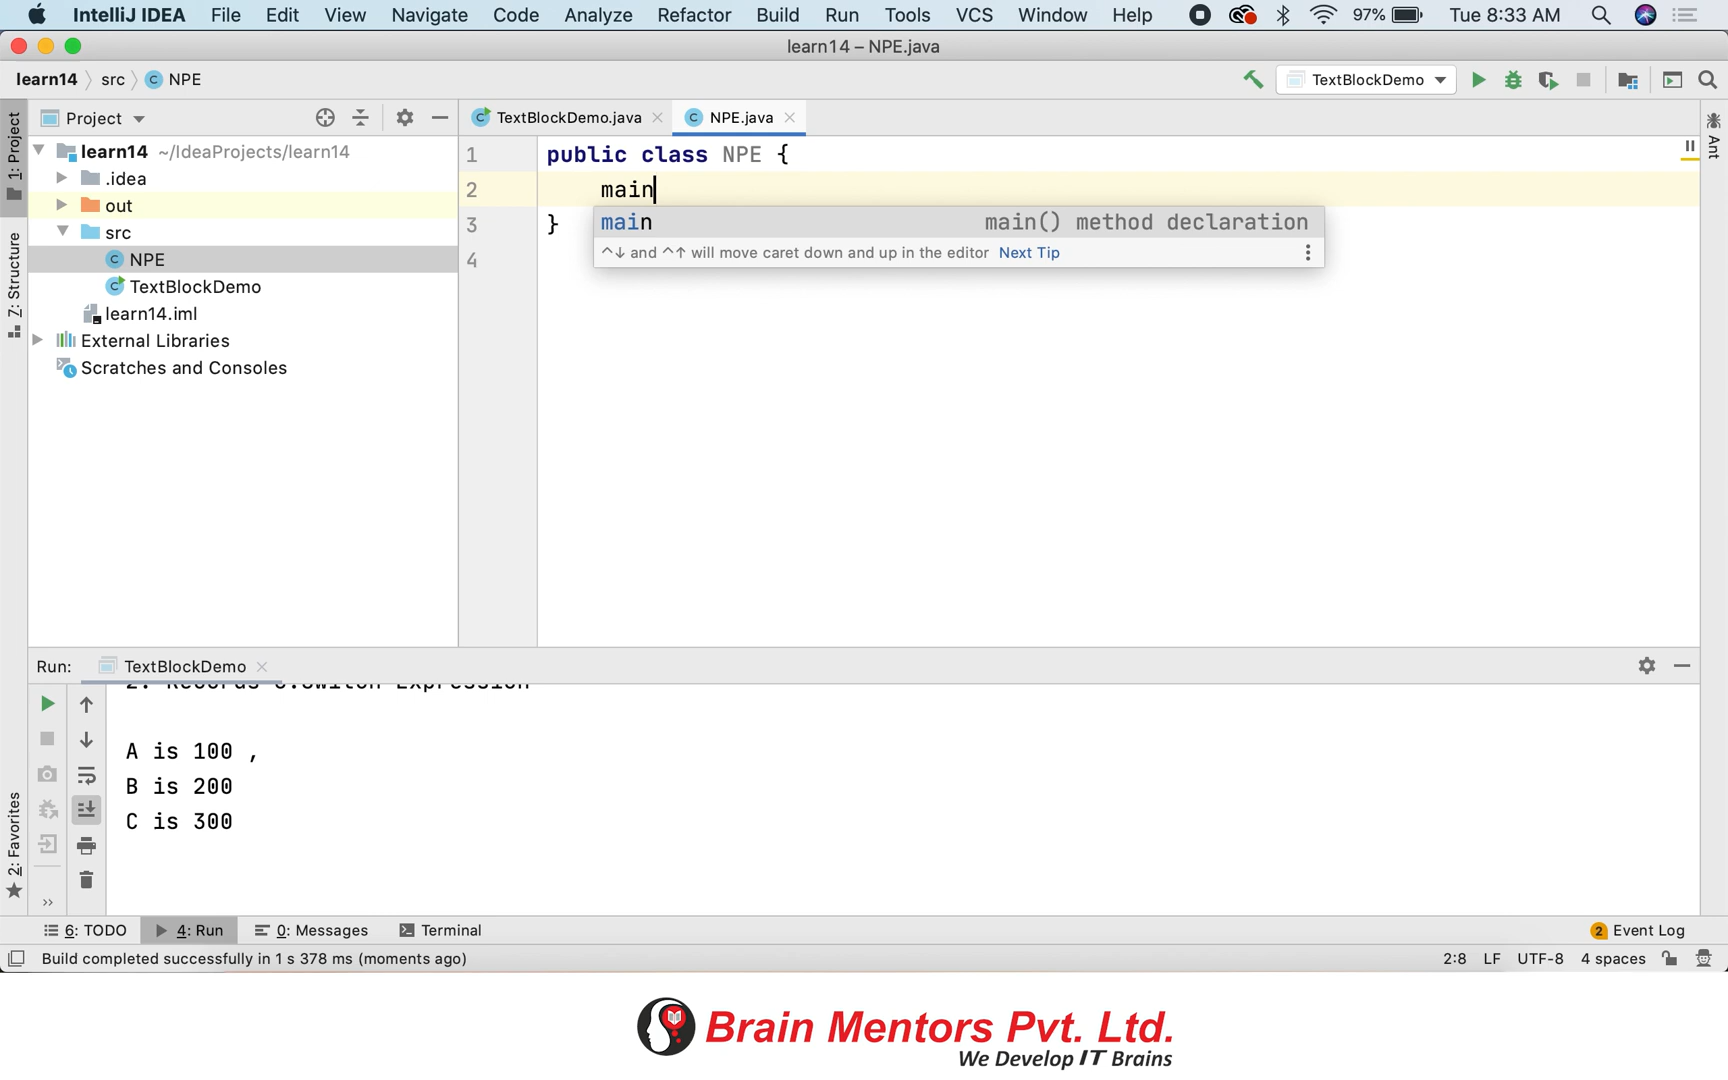 IntelliJ IDEA File Edit View Navigate Code Analyze Refactor Build Run Tools VCS Window Help 97% Tue 8:33 AM
learn14 – NPE.java
learn14 src NPE TextBlockDemo
1: Project
Z: Structure
2: Favorites
Ant
Project
TextBlockDemo.java NPE.java
learn14 ~/IdeaProjects/learn14
.idea
out
src
NPE
TextBlockDemo
learn14.iml
External Libraries
Scratches and Consoles
1 public class NPE {
2 main
3 }
4
main main() method declaration
^↓ and ^↑ will move caret down and up in the editor Next Tip
Run: TextBlockDemo
2. Records 3.Switch Expression
A is 100 ,
B is 200
C is 300
6: TODO 4: Run 0: Messages Terminal 2 Event Log
Build completed successfully in 1 s 378 ms (moments ago) 2:8 LF UTF-8 4 spaces
Brain Mentors Pvt. Ltd.
We Develop IT Brains